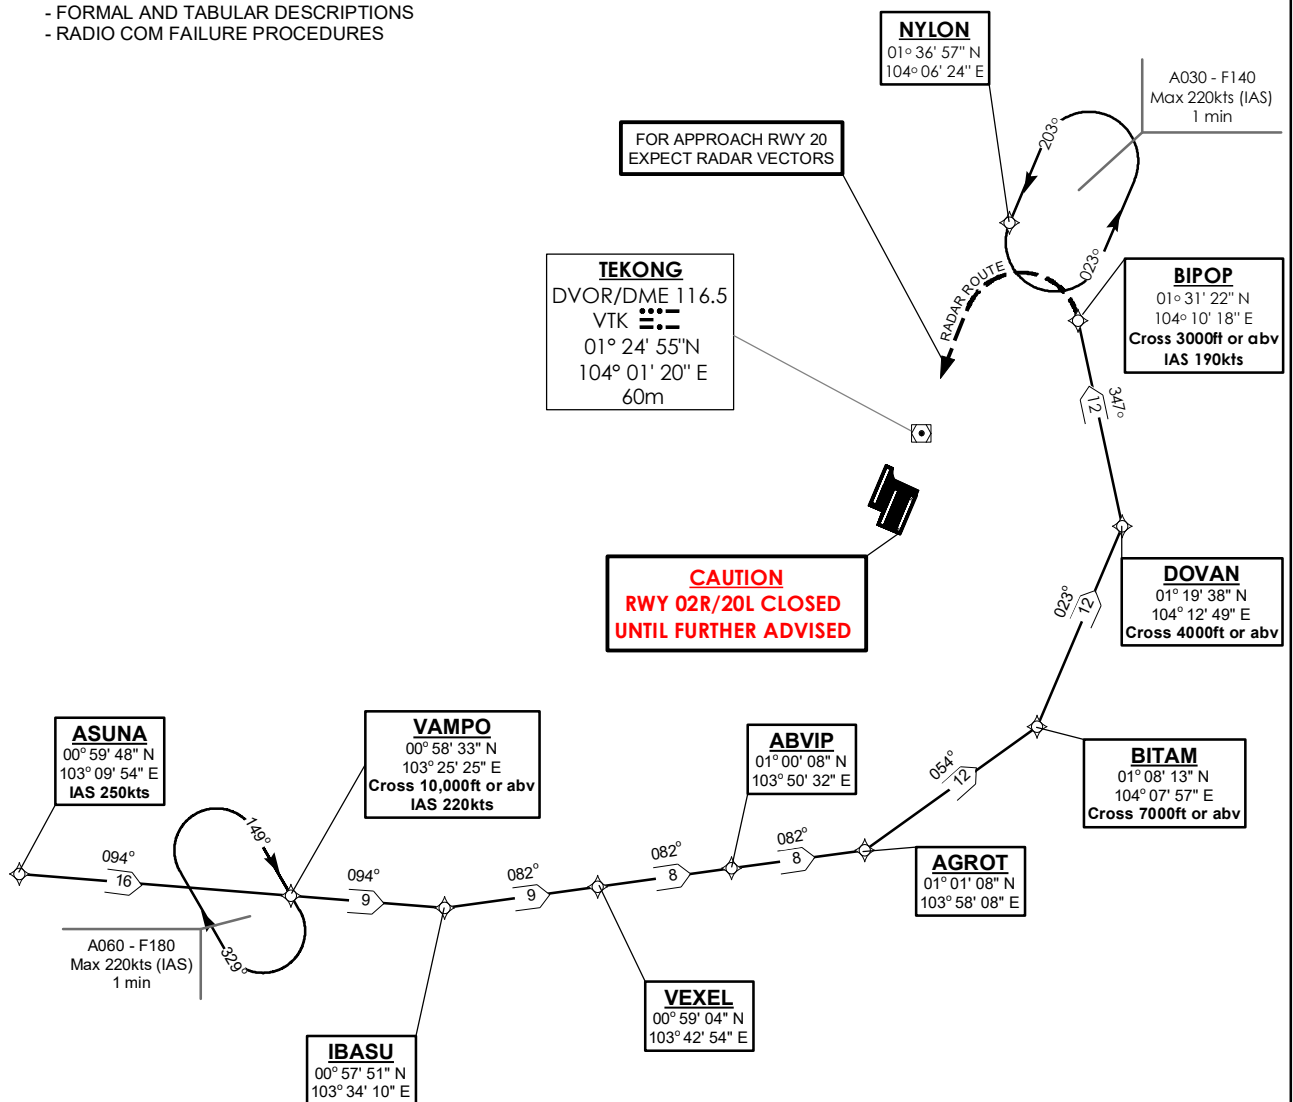 - FORMAL AND TABULAR DESCRIPTIONS
- RADIO COM FAILURE PROCEDURES
NYLON
01° 36' 57" N
104° 06' 24" E
A030 - F140
Max 220kts (IAS)
1 min
FOR APPROACH RWY 20
EXPECT RADAR VECTORS
203°
023°
RADAR ROUTE
TEKONG
DVOR/DME 116.5
VTK
01° 24' 55"N
104° 01' 20" E
60m
BIPOP
01° 31' 22" N
104° 10' 18" E
Cross 3000ft or abv
IAS 190kts
347°
12
CAUTION
RWY 02R/20L CLOSED
UNTIL FURTHER ADVISED
DOVAN
01° 19' 38" N
104° 12' 49" E
Cross 4000ft or abv
023°
12
ASUNA
00° 59' 48" N
103° 09' 54" E
IAS 250kts
VAMPO
00° 58' 33" N
103° 25' 25" E
Cross 10,000ft or abv
IAS 220kts
ABVIP
01° 00' 08" N
103° 50' 32" E
BITAM
01° 08' 13" N
104° 07' 57" E
Cross 7000ft or abv
054°
12
149°
329°
094°
16
094°
9
082°
9
082°
8
082°
8
AGROT
01° 01' 08" N
103° 58' 08" E
A060 - F180
Max 220kts (IAS)
1 min
VEXEL
00° 59' 04" N
103° 42' 54" E
IBASU
00° 57' 51" N
103° 34' 10" E